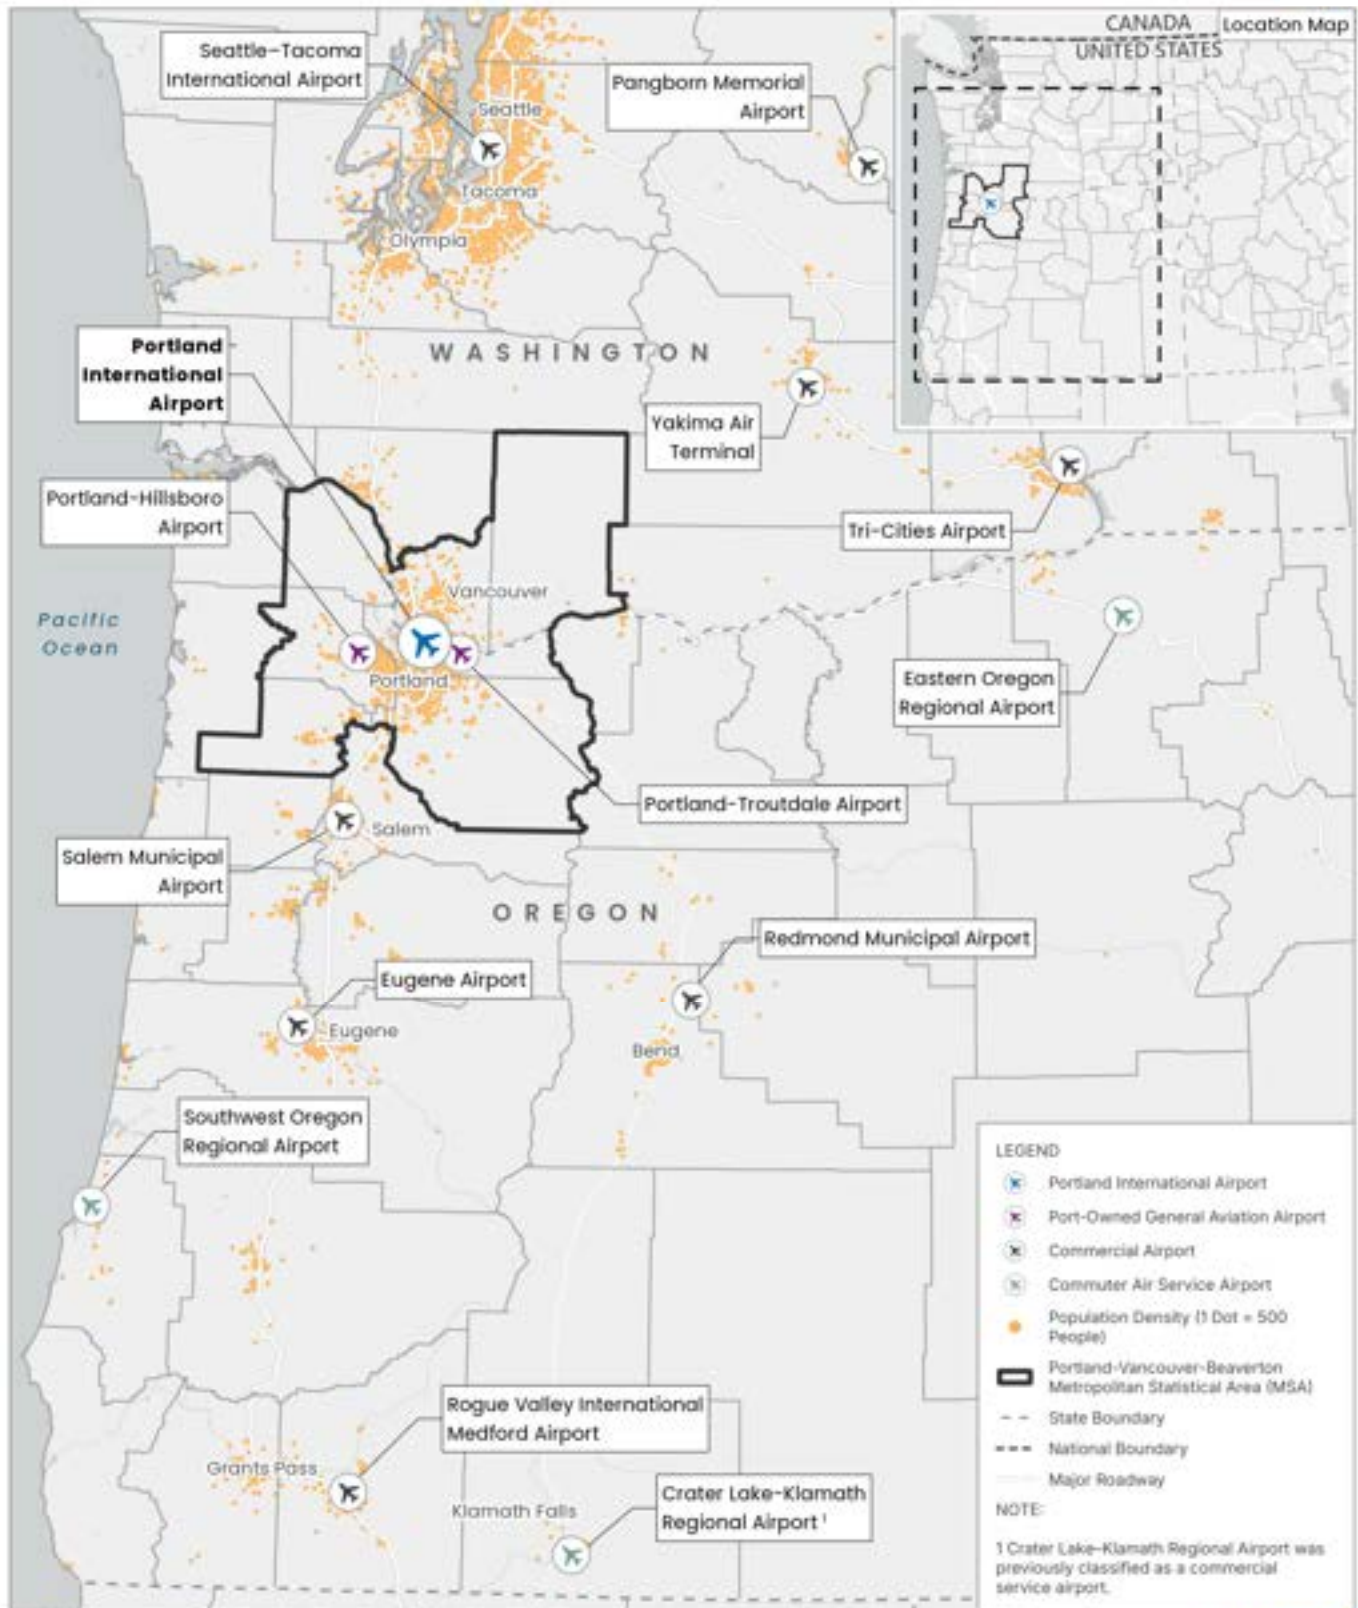 CANADA
Location Map
UNITED STATES
Seattle-Tacoma
International Airport
Pangborn Memorial
Airport
Seattle
Tacoma
Olympia
Portland
International
Airport
WASHINGTON
Yakima Air
Terminal
Portland-Hillsboro
Airport
Tri-Cities Airport
Vancouver
Pacific
Ocean
Portland
Eastern Oregon
Regional Airport
Portland-Troutdale Airport
Salem
Salem Municipal
Airport
OREGON
Redmond Municipal Airport
Eugene Airport
Eugene
Bend
Southwest Oregon
Regional Airport
Rogue Valley International
Medford Airport
Grants Pass
Klamath Falls
Crater Lake-Klamath
Regional Airport 1
LEGEND
Portland International Airport
Port-Owned General Aviation Airport
Commercial Airport
Commuter Air Service Airport
Population Density (1 Dot = 500
People)
Portland-Vancouver-Beaverton
Metropolitan Statistical Area (MSA)
State Boundary
National Boundary
Major Roadway
NOTE:
1 Crater Lake-Klamath Regional Airport was
previously classified as a commercial
service airport.